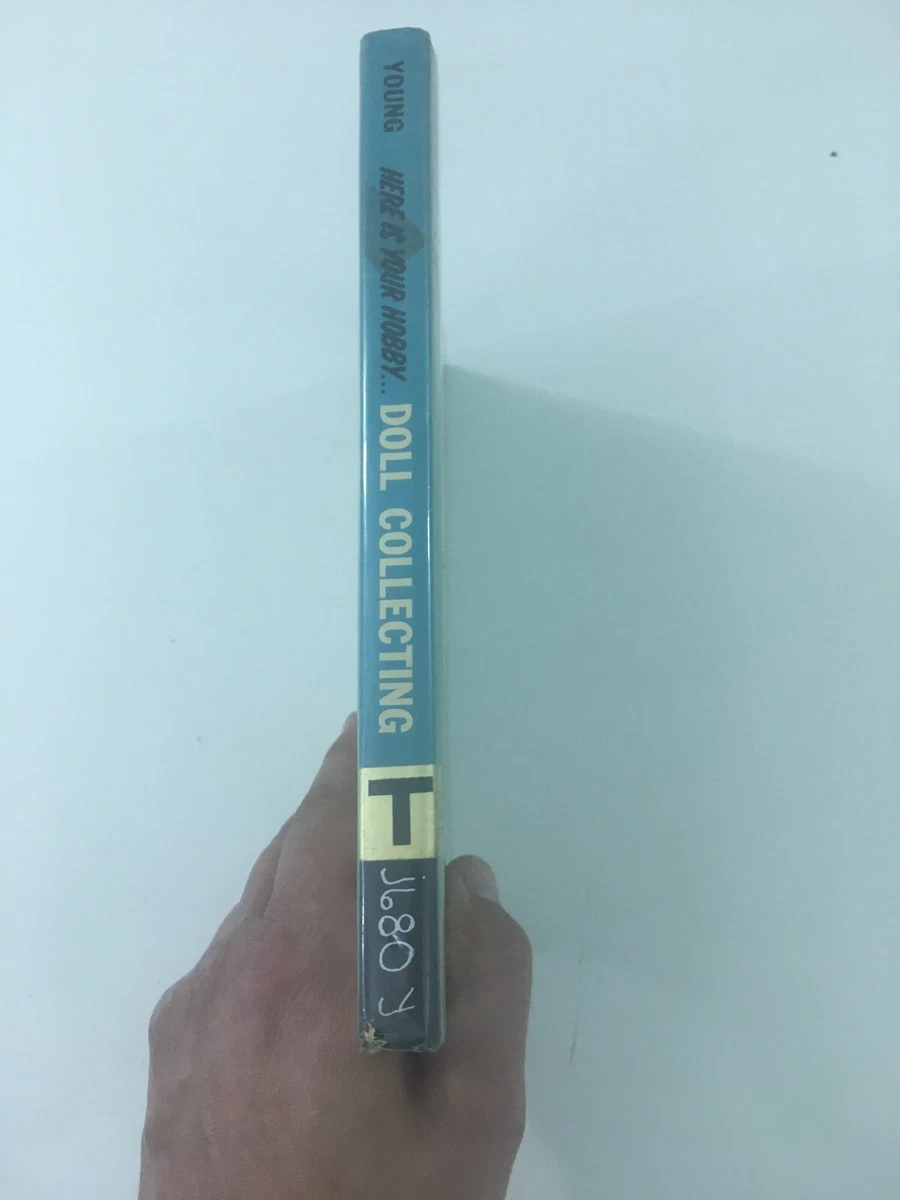 YOUNG
HERE IS YOUR HOBBY...
DOLL COLLECTING
T
J680 Y